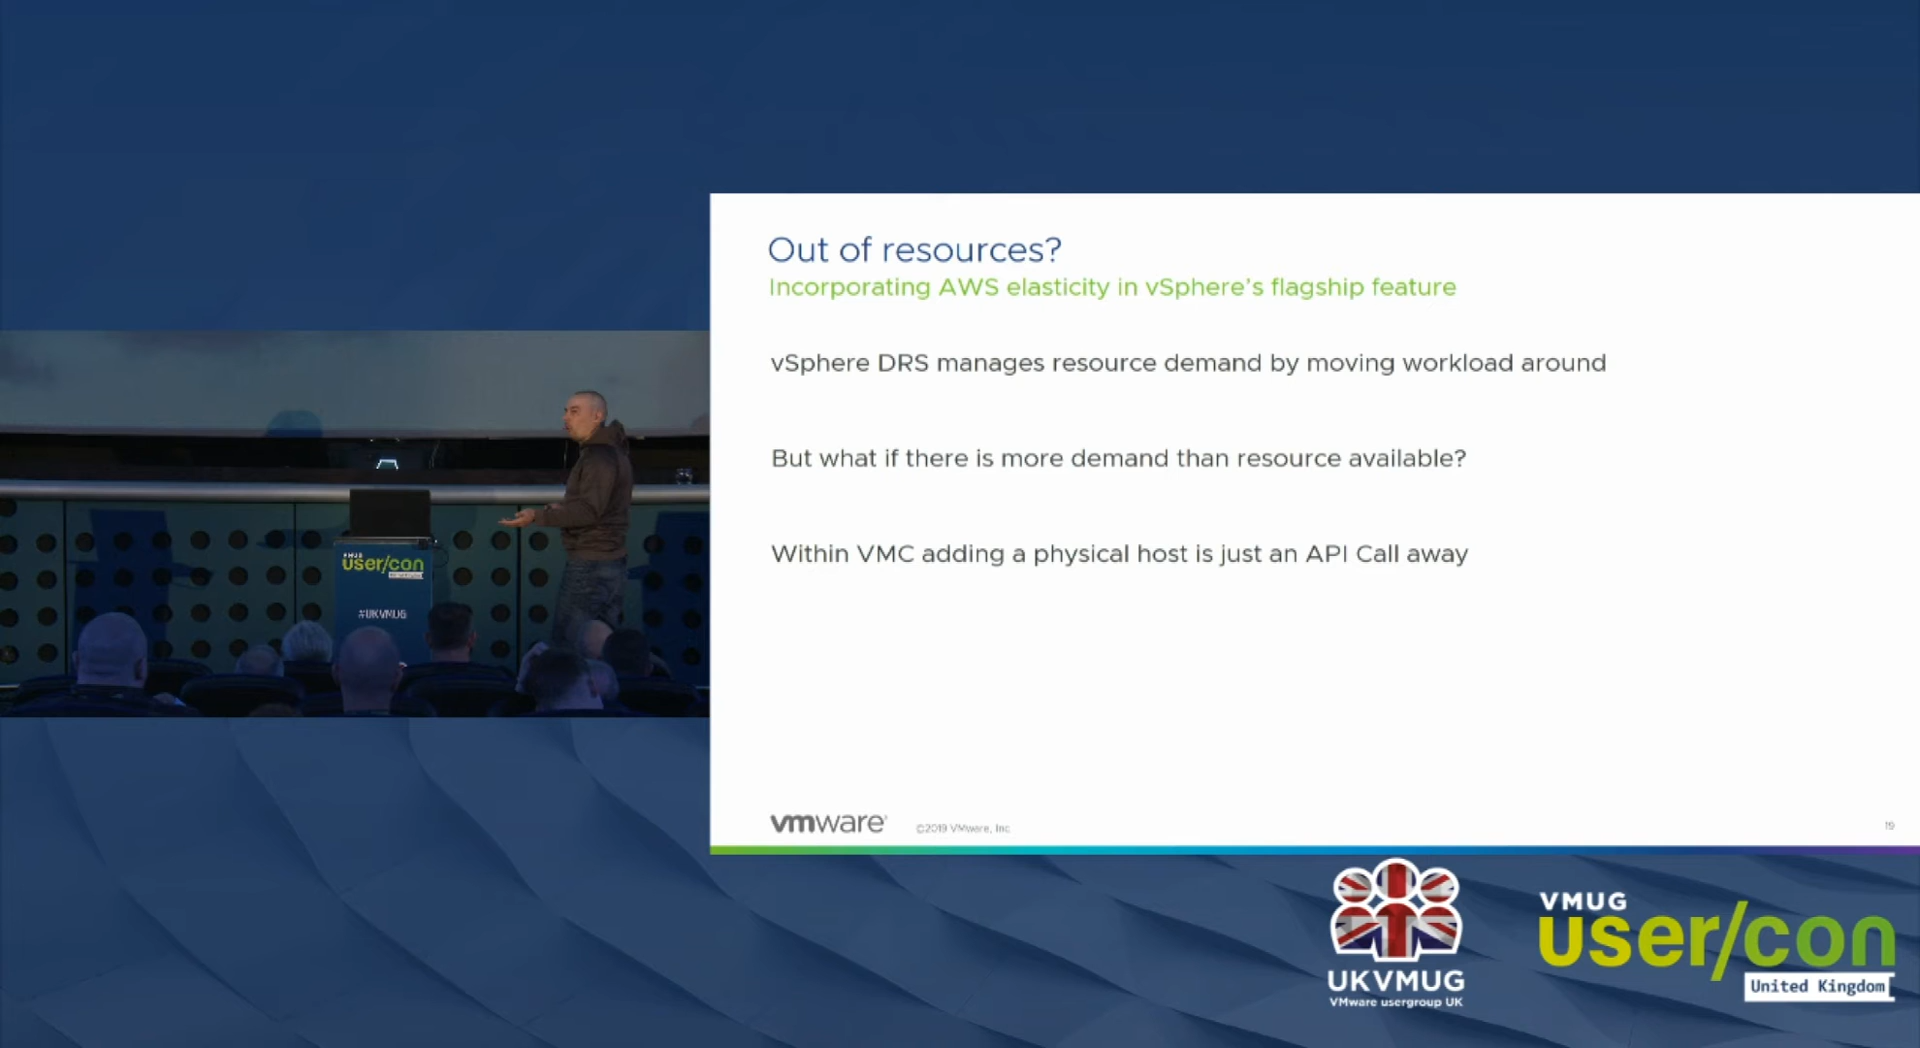 Out of resources?
Incorporating AWS elasticity in vSphere's flagship feature
vSphere DRS manages resource demand by moving workload around
But what if there is more demand than resource available?
Within VMC adding a physical host is just an API Call away
vmware
©2019 VMware, Inc.
19
VMUG
user/con
#UKVMUG
UKVMUG
VMware usergroup UK
VMUG
user/con
United Kingdom